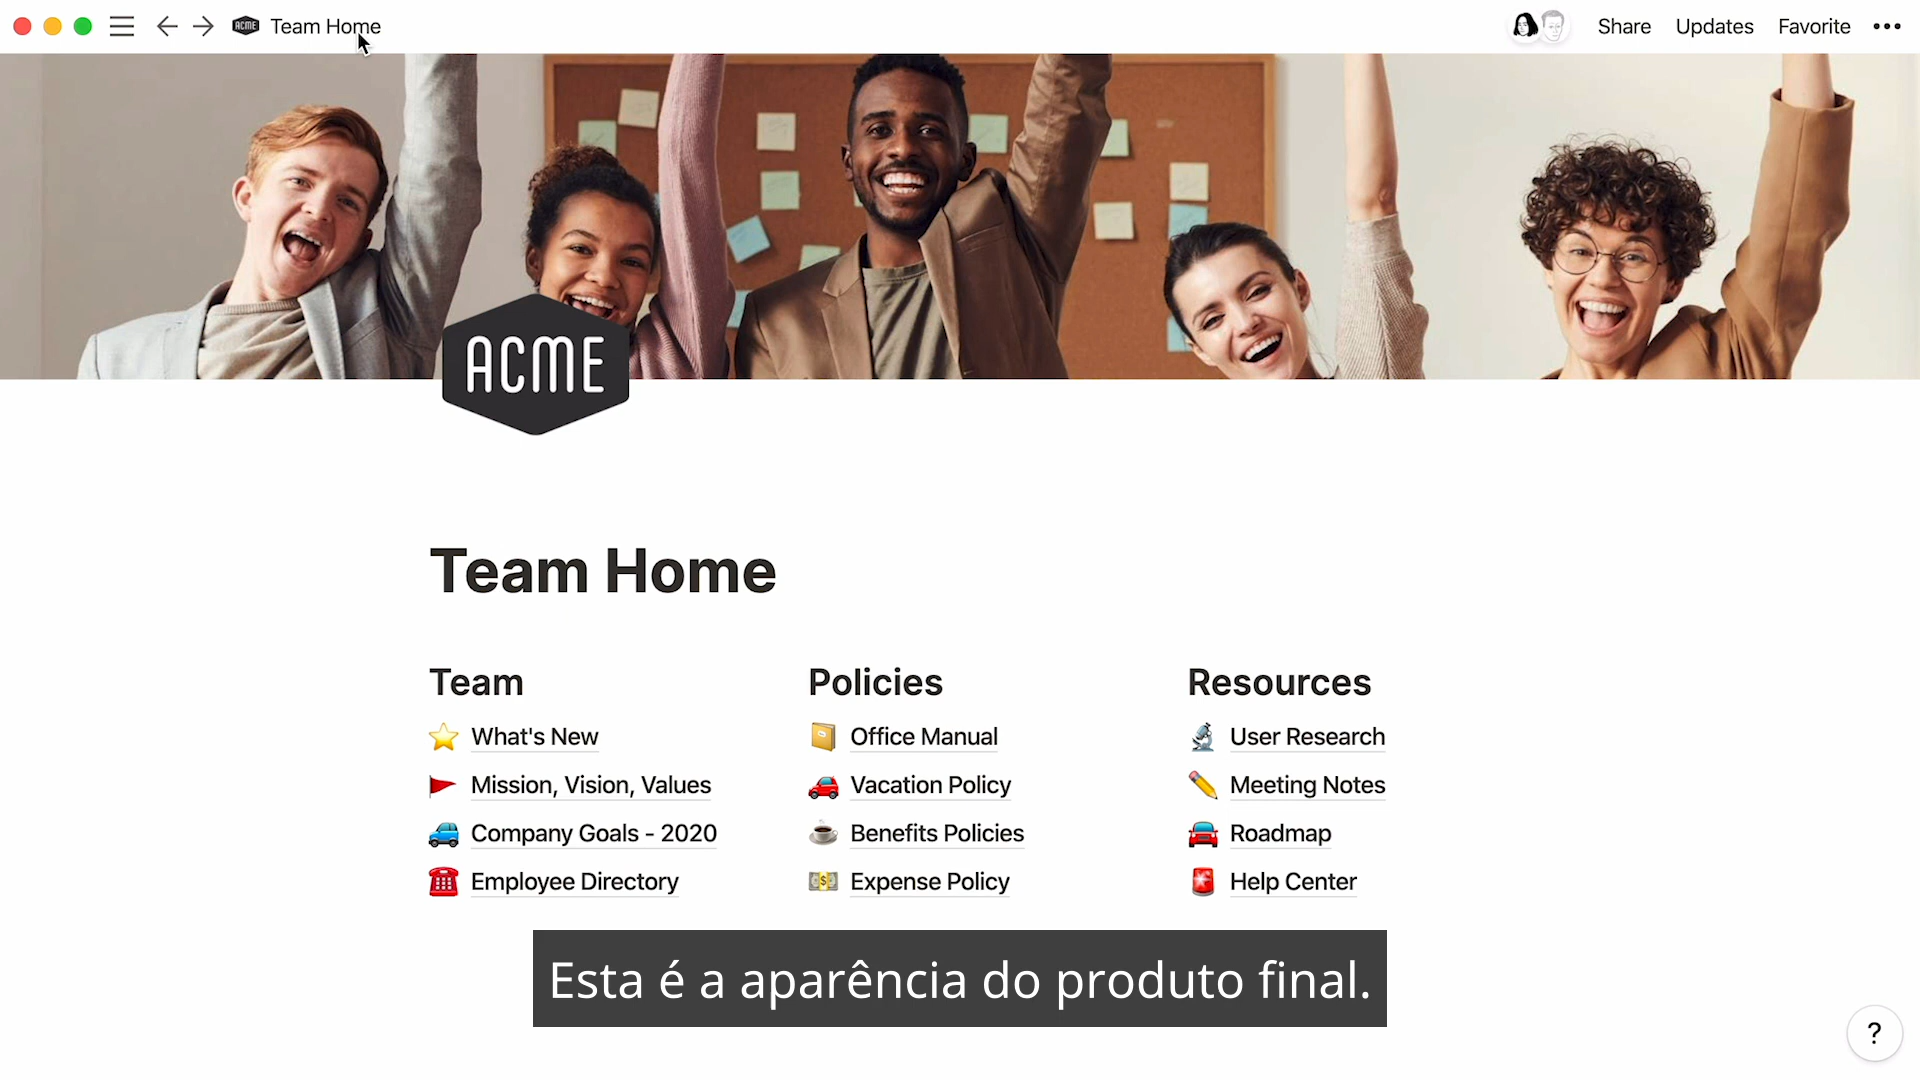 ACME Team Home
Share Updates Favorite
ACME
Team Home
Team
What's New
Mission, Vision, Values
Company Goals - 2020
Employee Directory
Policies
Office Manual
Vacation Policy
Benefits Policies
Expense Policy
Resources
User Research
Meeting Notes
Roadmap
Help Center
Esta é a aparência do produto final.
?